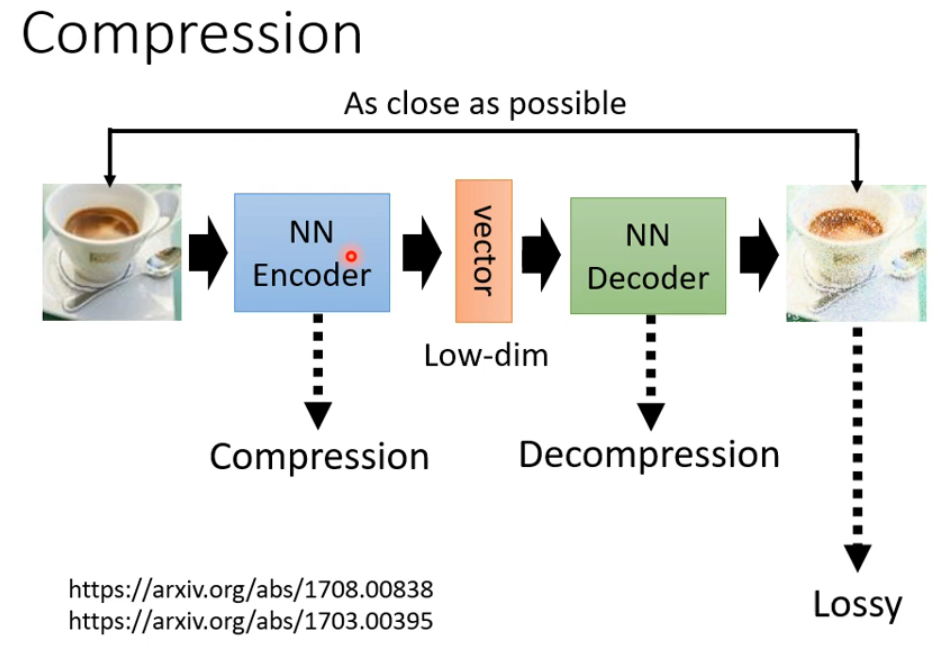 Compression
As close as possible
NN
Encoder
vector
NN
Decoder
Low-dim
Compression
Decompression
Lossy
https://arxiv.org/abs/1708.00838
https://arxiv.org/abs/1703.00395